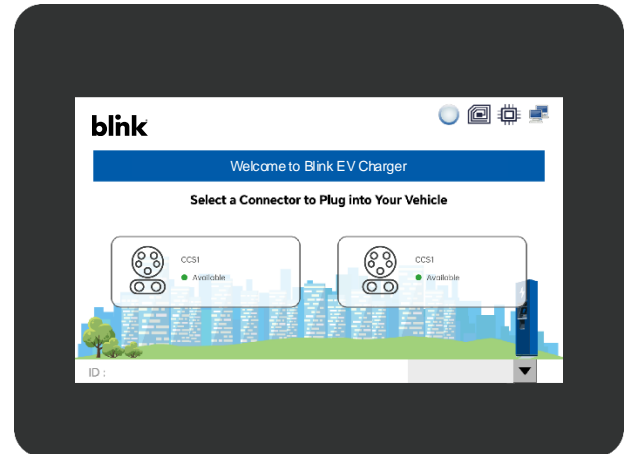 blink
Welcome to Blink EV Charger
Select a Connector to Plug into Your Vehicle
CCS1
Available
CCS1
Available
ID :